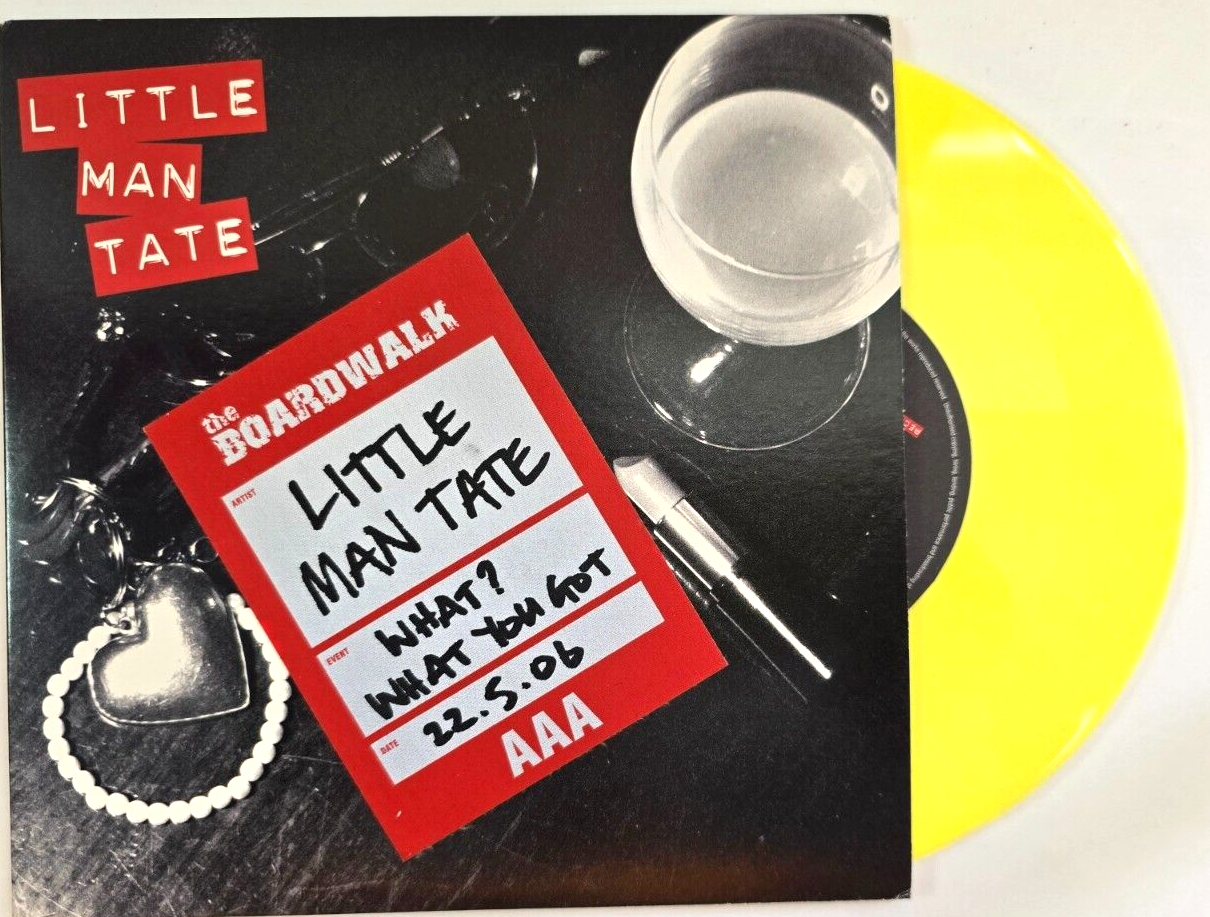 LITTLE
MAN
TATE
the
BOARDWALK
ARTIST
LITTLE
MAN TATE
EVENT
WHAT?
WHAT YOU GOT
DATE
22.5.06
AAA